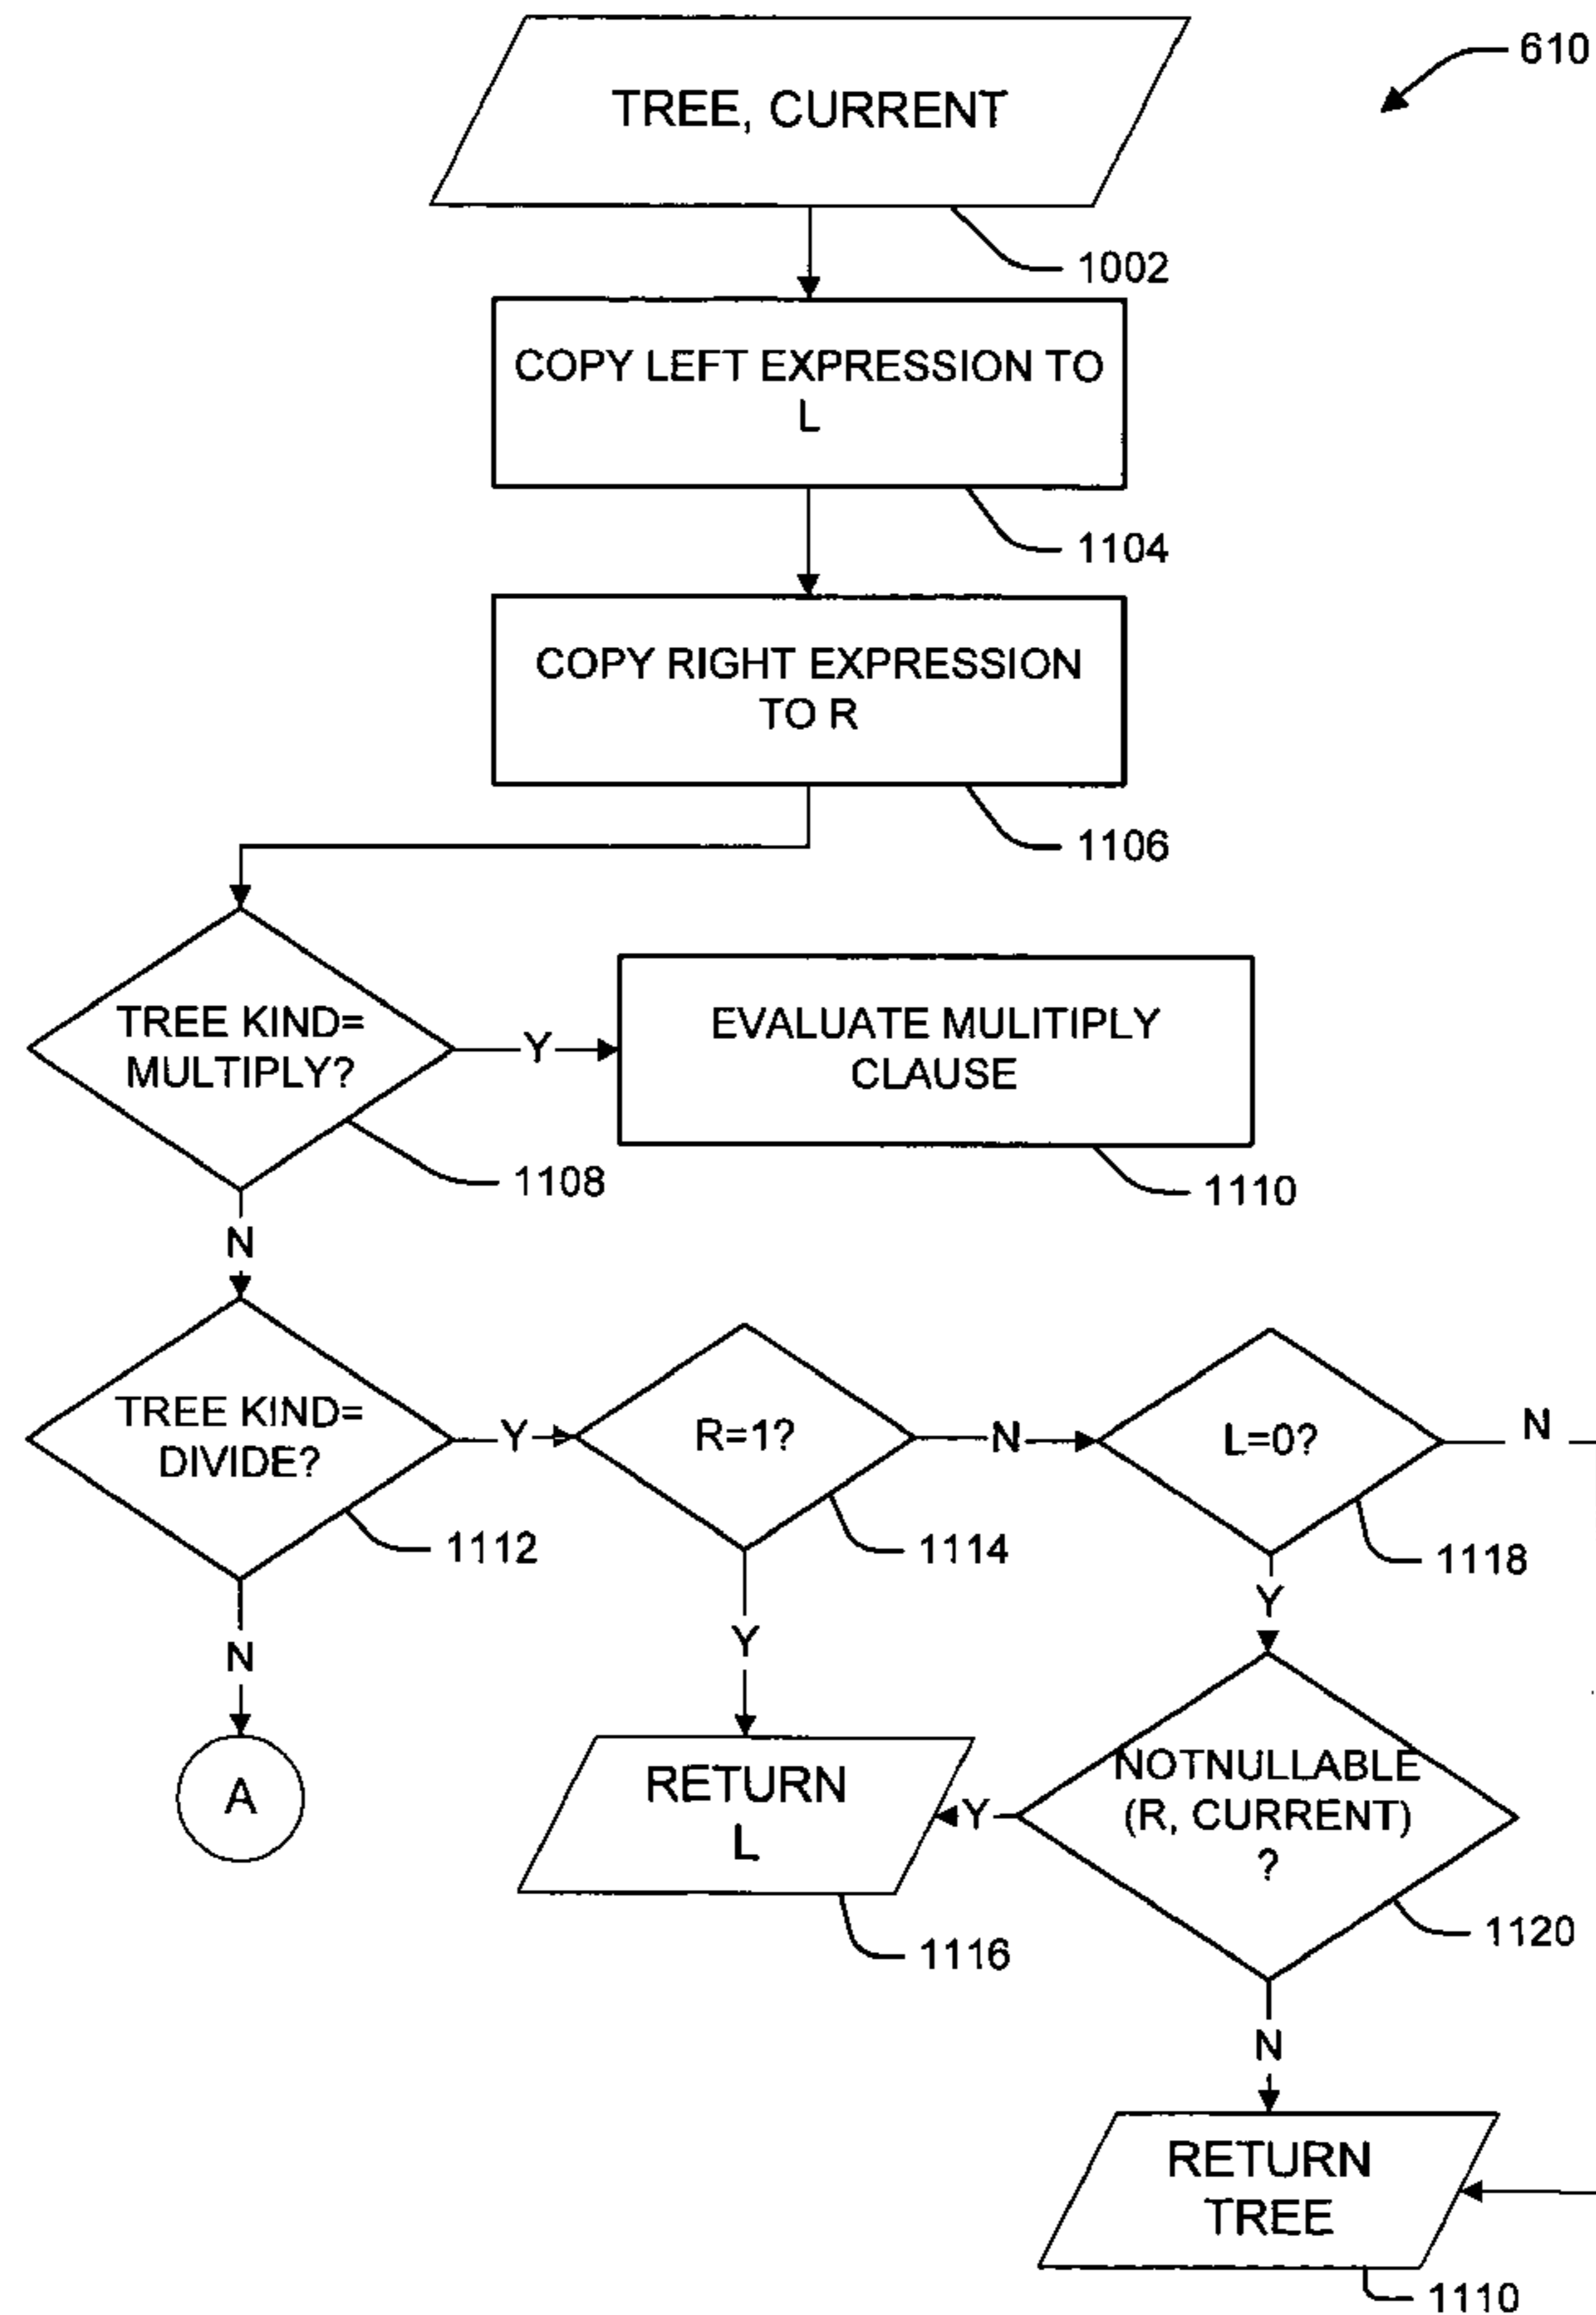 610
TREE, CURRENT
1002
COPY LEFT EXPRESSION TO
L
1104
COPY RIGHT EXPRESSION
TO R
1106
TREE KIND=
MULTIPLY?
Y
EVALUATE MULITIPLY
CLAUSE
1108
1110
N
TREE KIND=
DIVIDE?
Y
R=1?
N
L=0?
N
1112
1114
1118
N
Y
Y
A
RETURN
L
Y
NOTNULLABLE
(R, CURRENT)
?
1116
1120
N
RETURN
TREE
1110